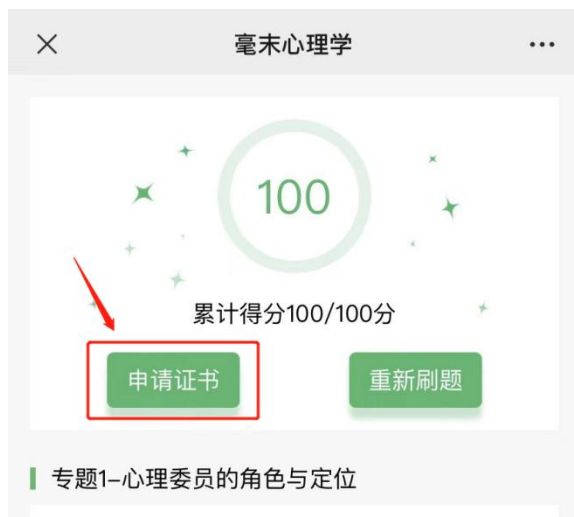 毫末心理学
100
累计得分100/100分
申请证书 重新刷题
专题1-心理委员的角色与定位